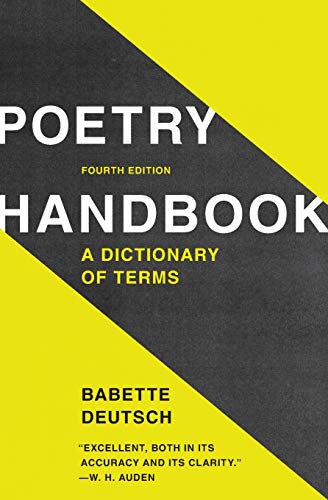 POETRY
FOURTH EDITION
HANDBOOK
A DICTIONARY
OF TERMS
BABETTE
DEUTSCH
“EXCELLENT, BOTH IN ITS
ACCURACY AND ITS CLARITY.”
—W. H. AUDEN